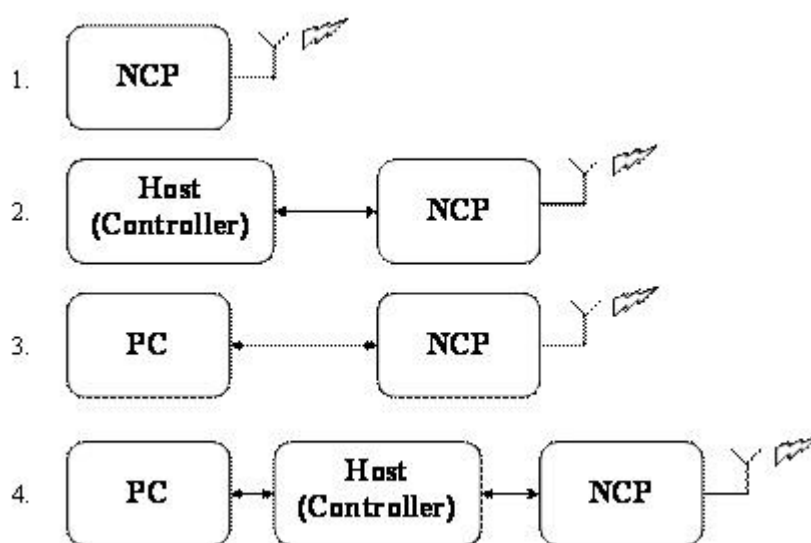 1. NCP
2. Host
(Controller) NCP
3. PC NCP
4. PC Host
(Controller) NCP